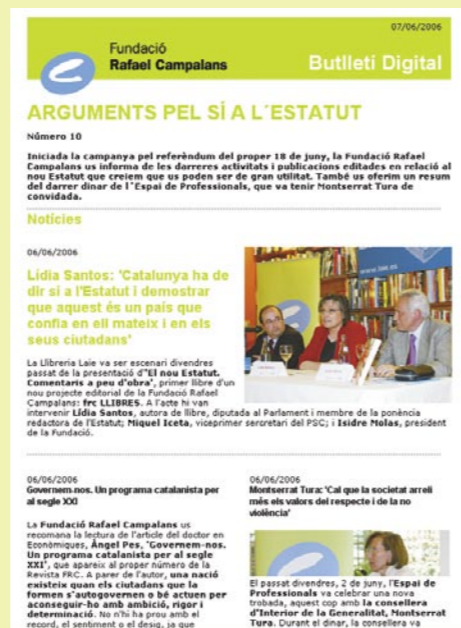 07/06/2006
Fundació
Rafael Campalans
Butlletí Digital
ARGUMENTS PEL SÍ A L´ESTATUT
Número 10
Iniciada la campanya pel referèndum del proper 18 de juny, la Fundació Rafael
Campalans us informa de les darreres activitats i publicacions editades en relació al
nou Estatut que creiem que us poden ser de gran utilitat. També us oferim un resum
del darrer dinar de l´Espai de Professionals, que va tenir Montserrat Tura de
convidada.
Notícies
06/06/2006
Lídia Santos: 'Catalunya ha de
dir sí a l'Estatut i demostrar
que aquest és un país que
confia en ell mateix i en els
seus ciutadans'
La Llibreria Laie va ser escenari divendres
passat de la presentació d'"El nou Estatut.
Comentaris a peu d'obra", primer llibre d'un
nou projecte editorial de la Fundació Rafael
Campalans: frc LLIBRES. A l'acte hi van
intervenir Lídia Santos, autora de llibre, diputada al Parlament i membre de la ponència
redactora de l'Estatut; Miquel Iceta, viceprimer sercretari del PSC; i Isidre Molas, president
de la Fundació.
06/06/2006
Governem-nos. Un programa catalanista per
al segle XXI
La Fundació Rafael Campalans us
recomana la lectura de l'article del doctor en
Econòmiques, Àngel Pes, 'Governem-nos.
Un programa catalanista per al segle
XXI', que apareix al proper número de la
Revista FRC. A parer de l'autor, una nació
existeix quan els ciutadans que la
formen s'autogovernen o bé actuen per
aconseguir-ho amb ambició, rigor i
determinació. No n'hi ha prou amb el
record, el sentiment o el desig, ja que
06/06/2006
Montserrat Tura: 'Cal que la societat arreli
més els valors del respecte i de la no
violència'
El passat divendres, 2 de juny, l'Espai de
Professionals va celebrar una nova
trobada, aquest cop amb la consellera
d'Interior de la Generalitat, Montserrat
Tura. Durant el dinar, la consellera va